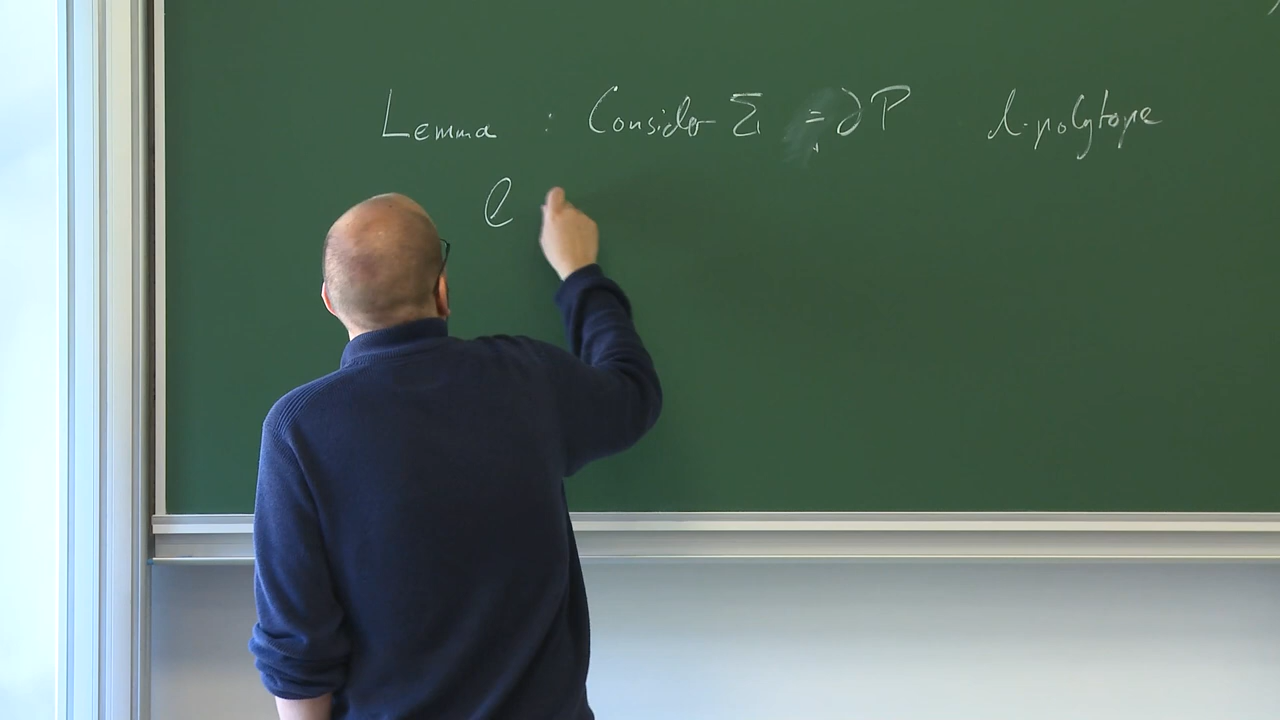 Lemma : Consider Σ = ∂P d-polytope
ℓ